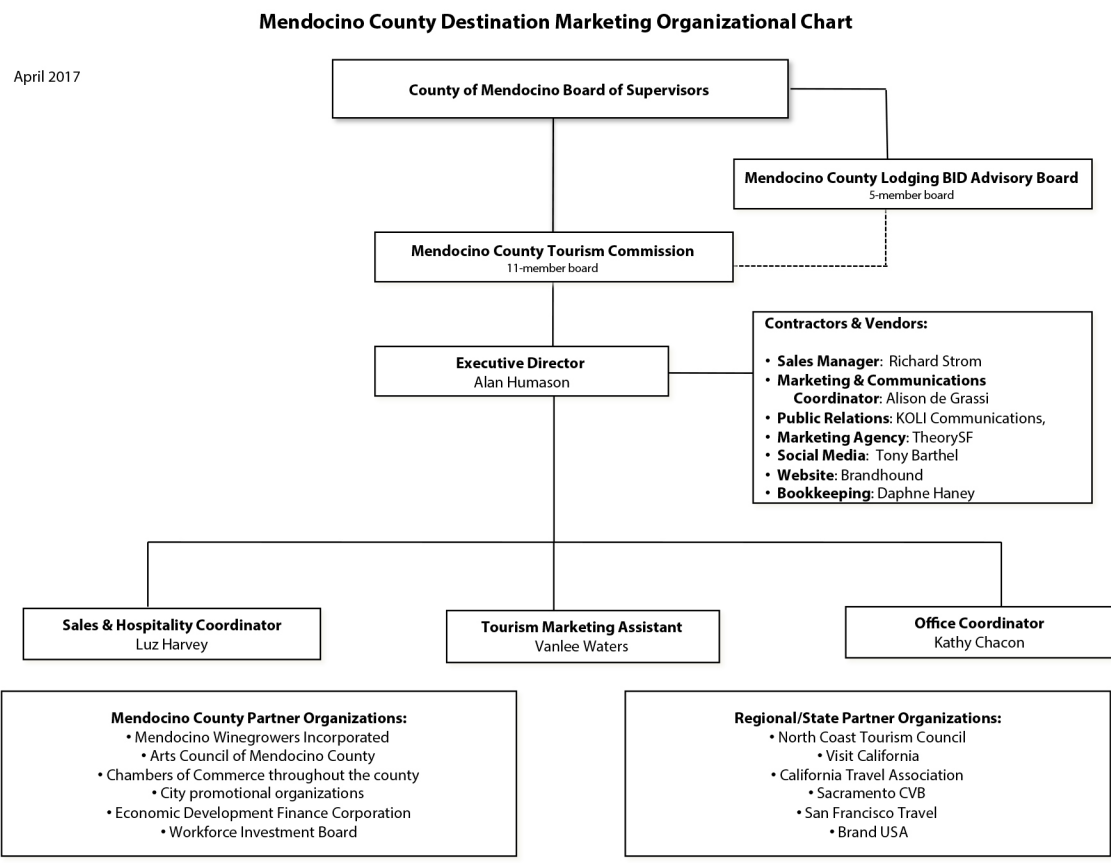 Mendocino County Destination Marketing Organizational Chart
April 2017
County of Mendocino Board of Supervisors
Mendocino County Lodging BID Advisory Board
5-member board
Mendocino County Tourism Commission
11-member board
Executive Director
Alan Humason
Contractors & Vendors:
• Sales Manager: Richard Strom
• Marketing & Communications
Coordinator: Alison de Grassi
• Public Relations: KOLI Communications,
• Marketing Agency: TheorySF
• Social Media: Tony Barthel
• Website: Brandhound
• Bookkeeping: Daphne Haney
Sales & Hospitality Coordinator
Luz Harvey
Tourism Marketing Assistant
Vanlee Waters
Office Coordinator
Kathy Chacon
Mendocino County Partner Organizations:
• Mendocino Winegrowers Incorporated
• Arts Council of Mendocino County
• Chambers of Commerce throughout the county
• City promotional organizations
• Economic Development Finance Corporation
• Workforce Investment Board
Regional/State Partner Organizations:
• North Coast Tourism Council
• Visit California
• California Travel Association
• Sacramento CVB
• San Francisco Travel
• Brand USA